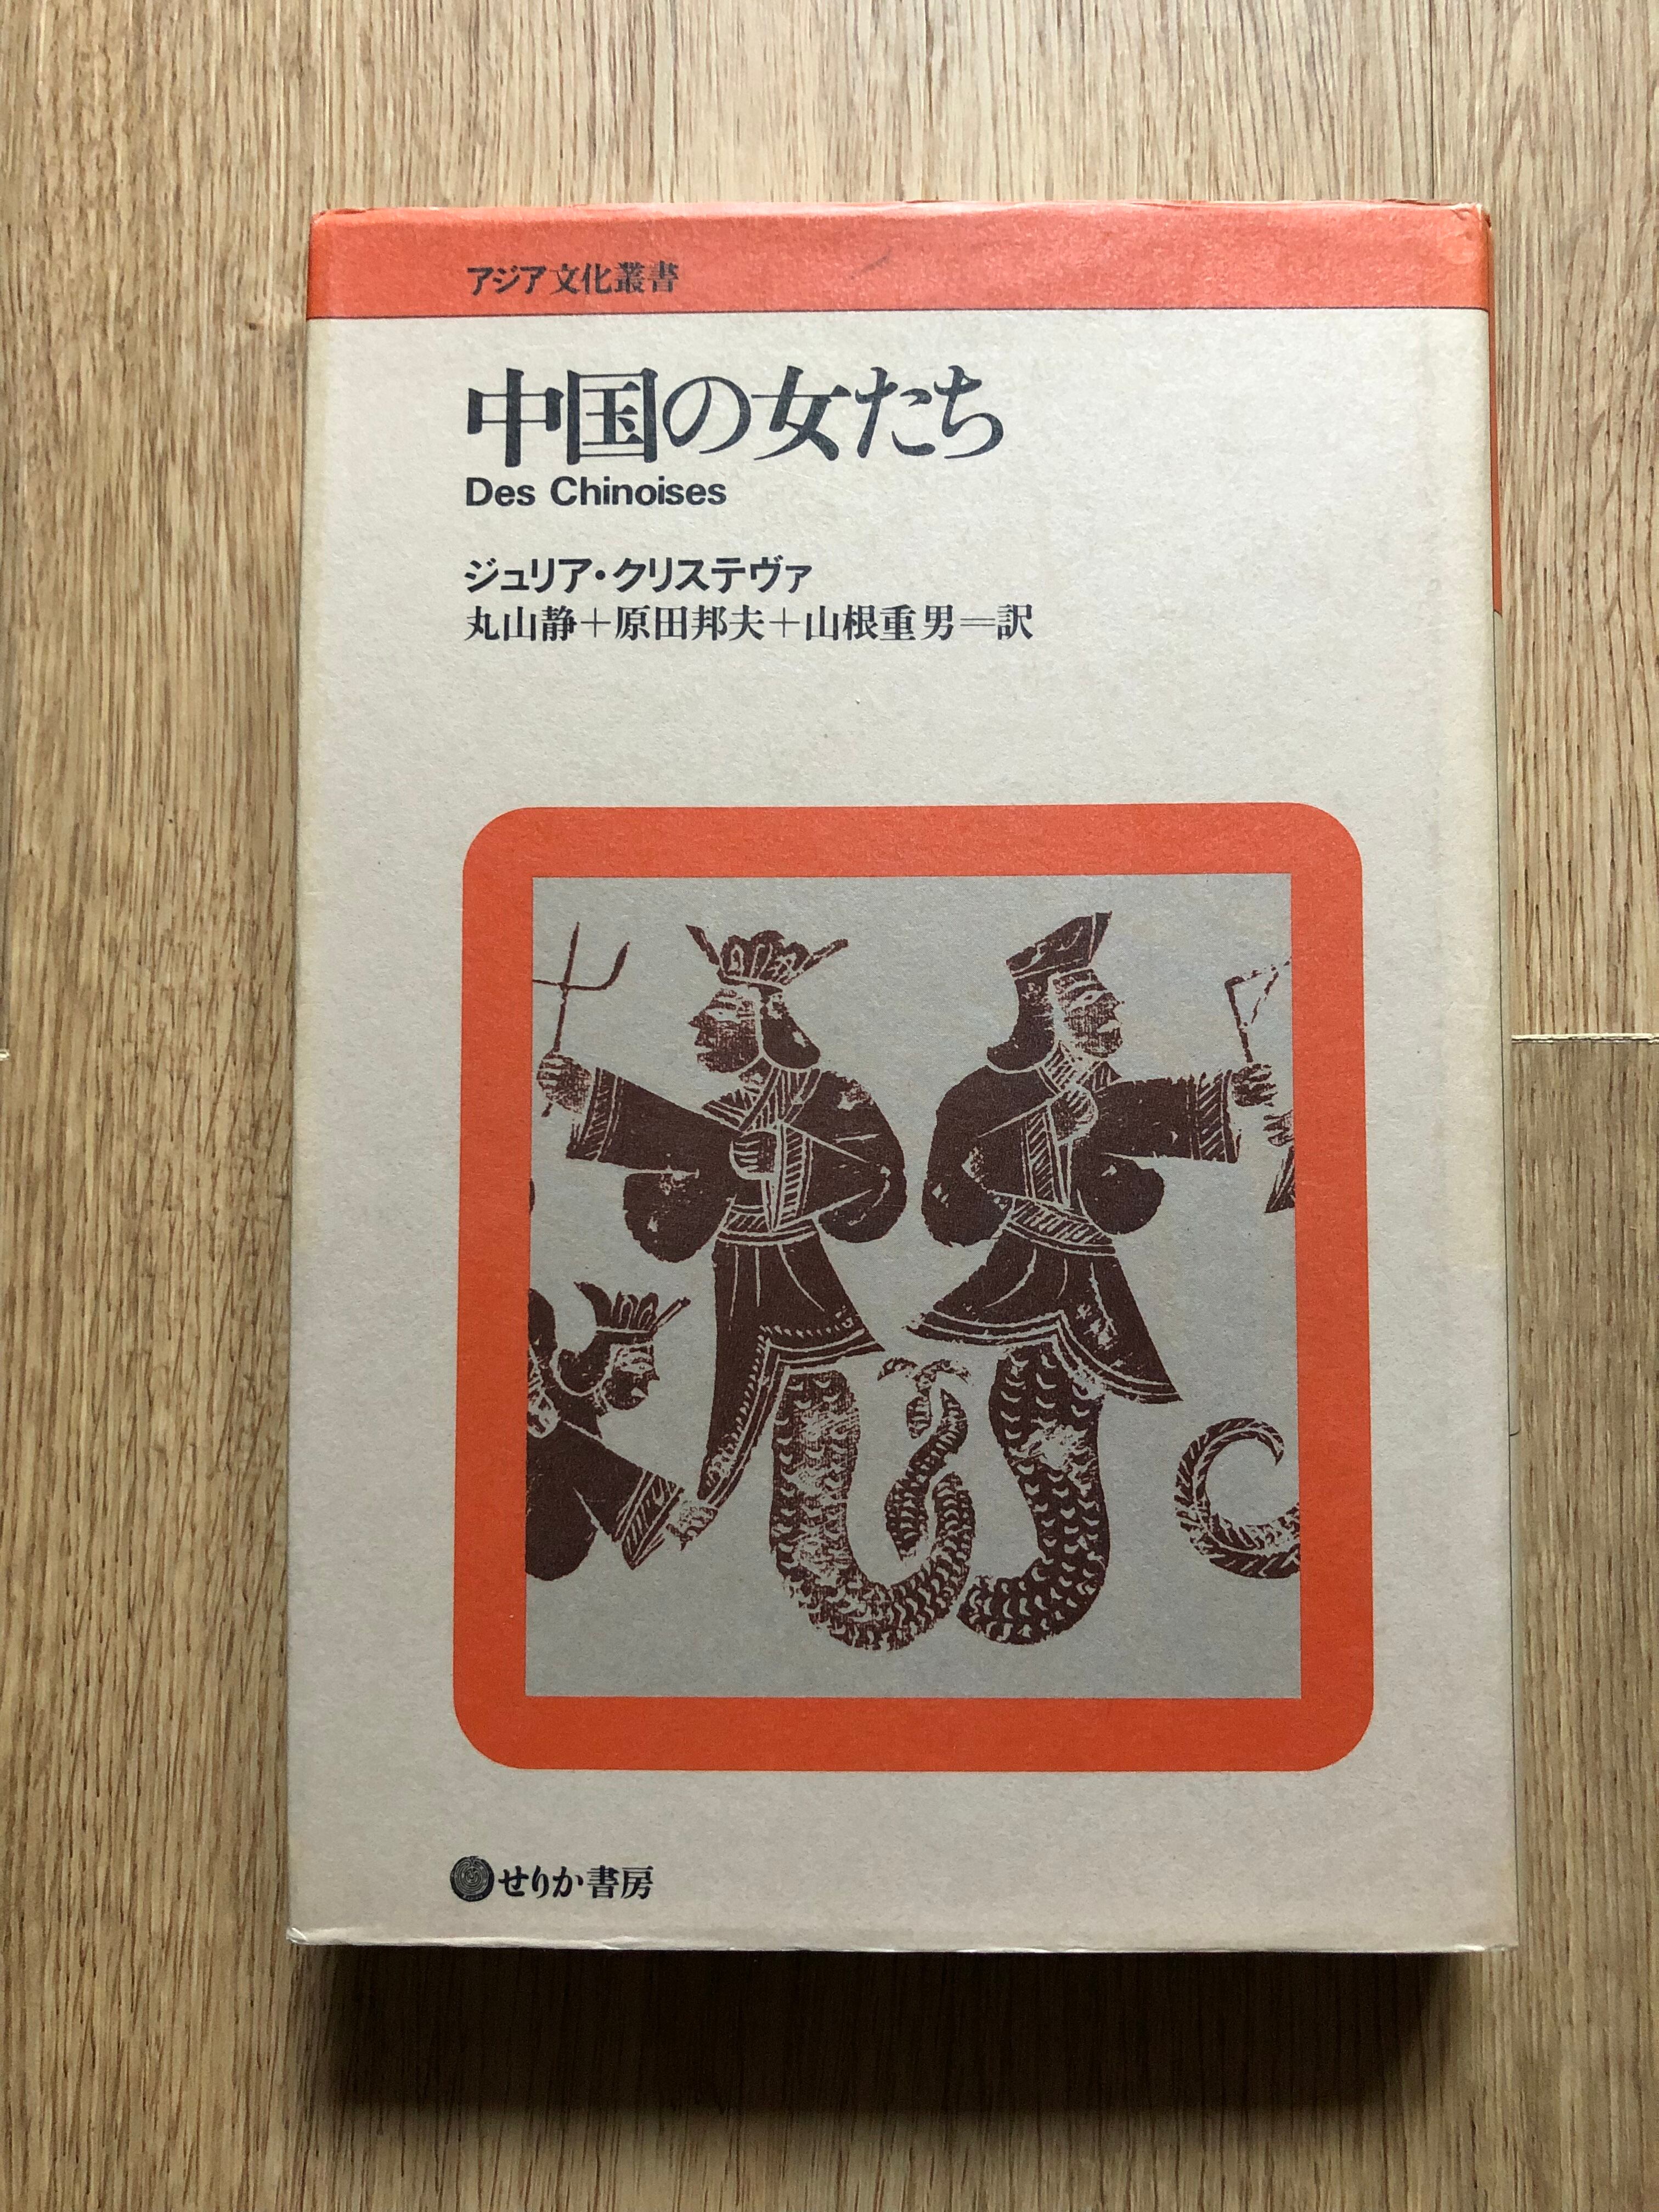 アジア文化叢書
中国の女たち
Des Chinoises
ジュリア・クリステヴァ
丸山静＋原田邦夫＋山根重男＝訳
せりか書房